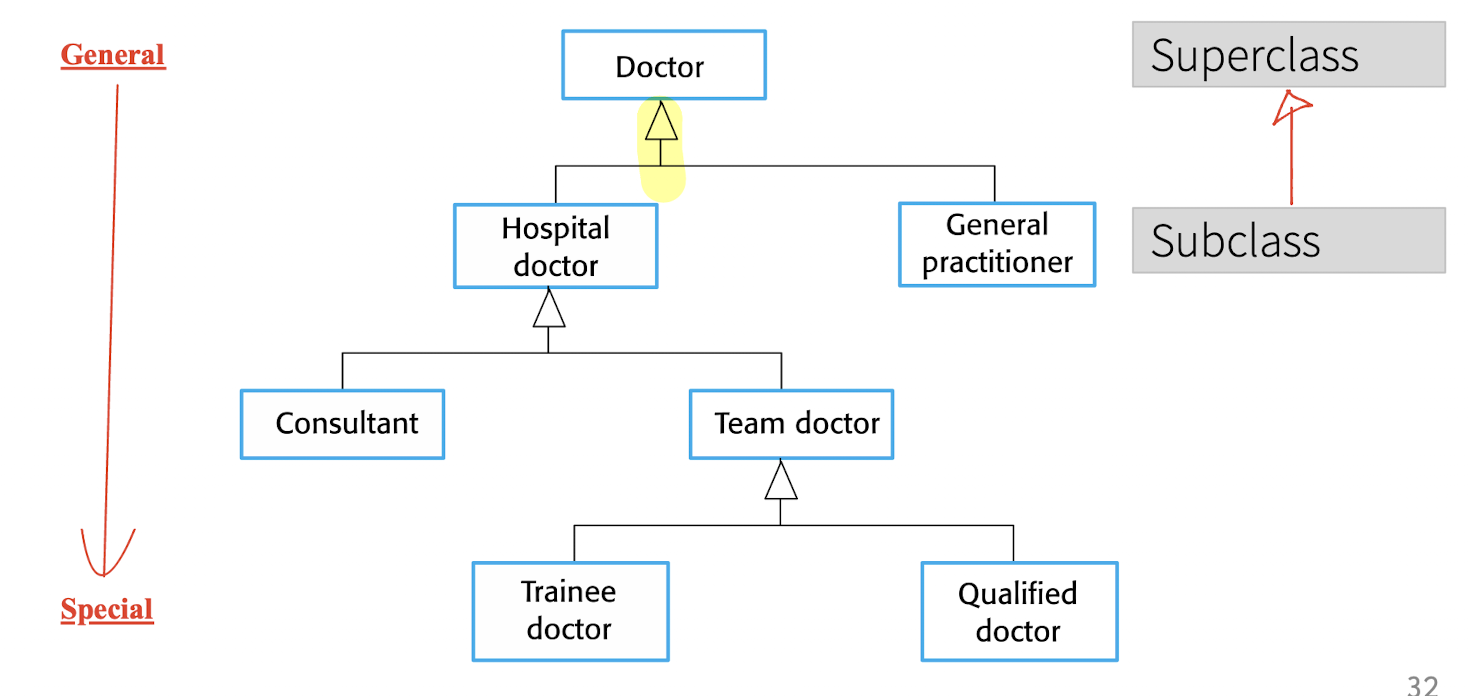 General
Doctor
Superclass
Hospital
doctor
General
practitioner
Subclass
Consultant
Team doctor
Special
Trainee
doctor
Qualified
doctor
32